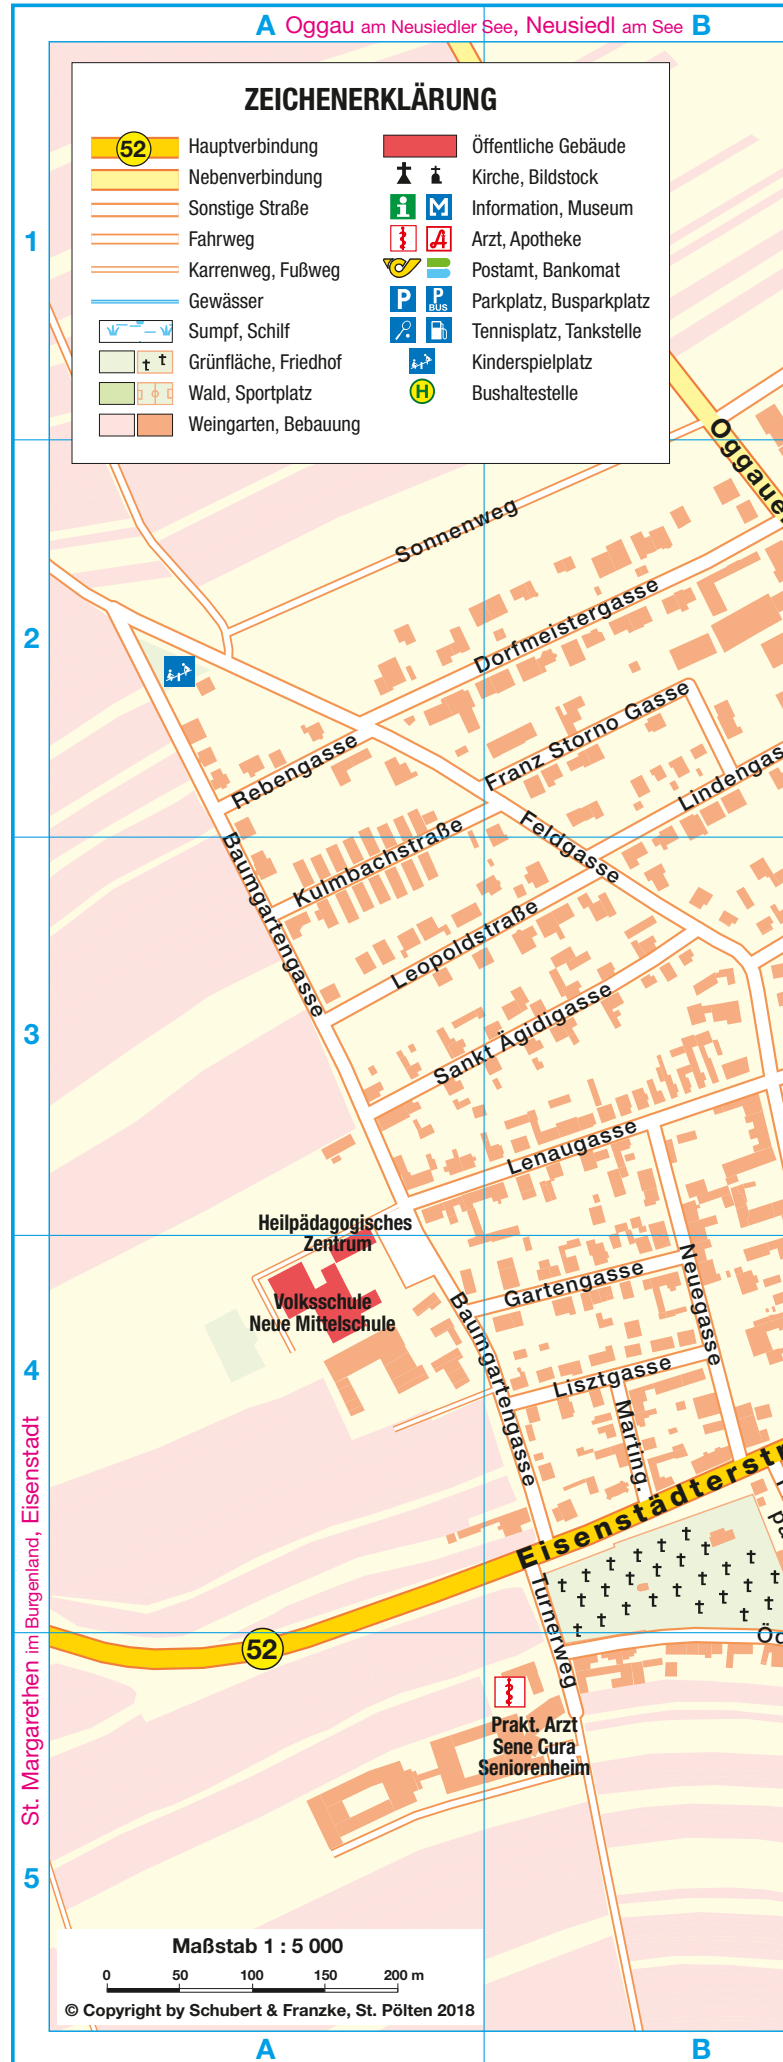 A Oggau am Neusiedler See, Neusiedl am See B
ZEICHENERKLÄRUNG
52 Hauptverbindung
Nebenverbindung
Sonstige Straße
Fahrweg
Karrenweg, Fußweg
Gewässer
Sumpf, Schilf
Grünfläche, Friedhof
Wald, Sportplatz
Weingarten, Bebauung
Öffentliche Gebäude
Kirche, Bildstock
i M Information, Museum
A Arzt, Apotheke
Postamt, Bankomat
P P BUS Parkplatz, Busparkplatz
Tennisplatz, Tankstelle
Kinderspielplatz
H Bushaltestelle
1
Oggauer
Sonnenweg
2
Dorfmeistergasse
Franz Storno Gasse
Rebengasse
Lindengas
Kulmbachstraße
Feldgasse
Baumgartengasse
Leopoldstraße
3
Sankt Ägidigasse
Lenaugasse
Heilpädagogisches
Zentrum
Volksschule
Neue Mittelschule
Gartengasse
Neuegasse
Baumgartengasse
4
Lisztgasse
Marting.
St. Margarethen im Burgenland, Eisenstadt
Eisenstädterstr
Turnerweg
52
Prakt. Arzt
Sene Cura
Seniorenheim
5
Maßstab 1 : 5 000
0 50 100 150 200 m
© Copyright by Schubert & Franzke, St. Pölten 2018
A B